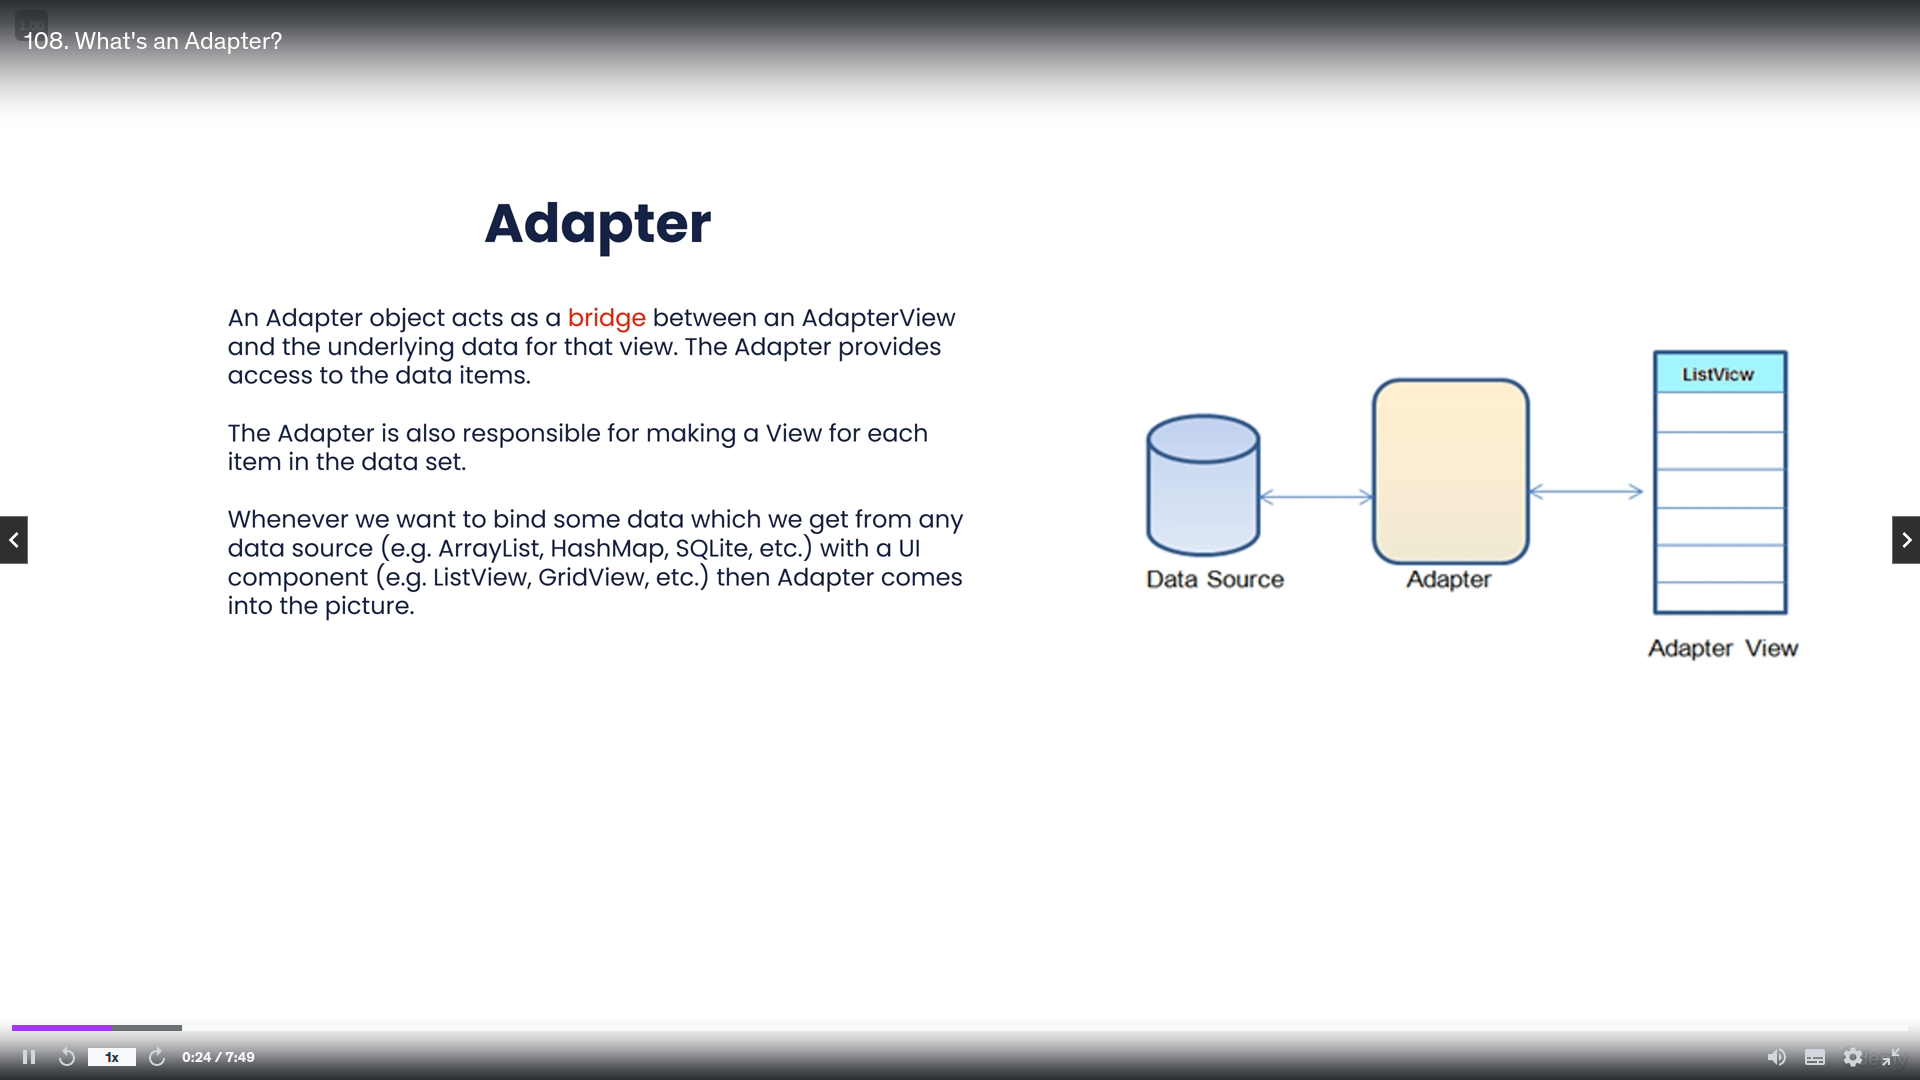 1.00
108. What's an Adapter?
Adapter
An Adapter object acts as a bridge between an AdapterView
and the underlying data for that view. The Adapter provides
access to the data items.
The Adapter is also responsible for making a View for each
item in the data set.
Whenever we want to bind some data which we get from any
data source (e.g. ArrayList, HashMap, SQLite, etc.) with a UI
component (e.g. ListView, GridView, etc.) then Adapter comes
into the picture.
ListView
Data Source
Adapter
Adapter View
1x
0:24 / 7:49